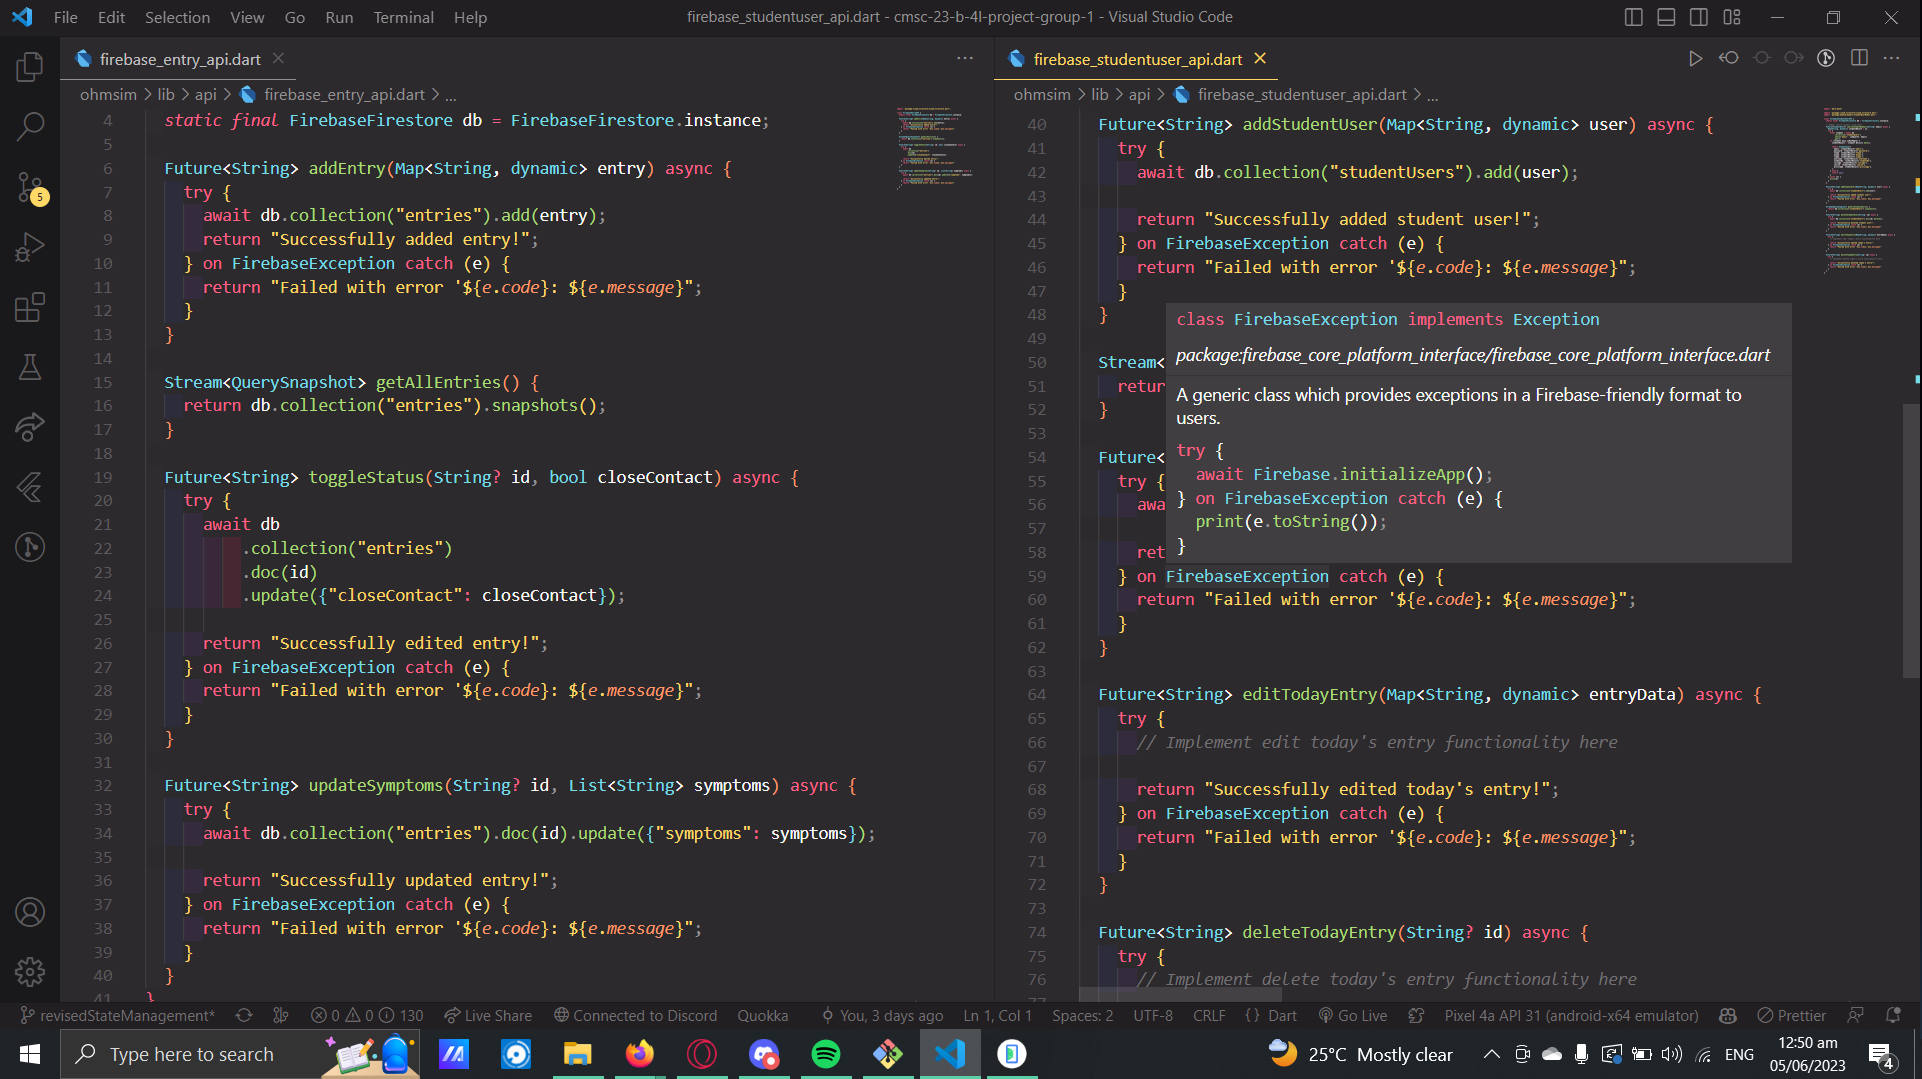 File Edit Selection View Go Run Terminal Help
firebase_studentuser_api.dart - cmsc-23-b-4l-project-group-1 - Visual Studio Code
firebase_entry_api.dart
ohmsim > lib > api > firebase_entry_api.dart > ...
4 static final FirebaseFirestore db = FirebaseFirestore.instance;
5
6 Future<String> addEntry(Map<String, dynamic> entry) async {
7 try {
8 await db.collection("entries").add(entry);
9 return "Successfully added entry!";
10 } on FirebaseException catch (e) {
11 return "Failed with error '${e.code}: ${e.message}";
12 }
13 }
14
15 Stream<QuerySnapshot> getAllEntries() {
16 return db.collection("entries").snapshots();
17 }
18
19 Future<String> toggleStatus(String? id, bool closeContact) async {
20 try {
21 await db
22 .collection("entries")
23 .doc(id)
24 .update({"closeContact": closeContact});
25
26 return "Successfully edited entry!";
27 } on FirebaseException catch (e) {
28 return "Failed with error '${e.code}: ${e.message}";
29 }
30 }
31
32 Future<String> updateSymptoms(String? id, List<String> symptoms) async {
33 try {
34 await db.collection("entries").doc(id).update({"symptoms": symptoms});
35
36 return "Successfully updated entry!";
37 } on FirebaseException catch (e) {
38 return "Failed with error '${e.code}: ${e.message}";
39 }
40 }
41 }
firebase_studentuser_api.dart
ohmsim > lib > api > firebase_studentuser_api.dart > ...
40 Future<String> addStudentUser(Map<String, dynamic> user) async {
41 try {
42 await db.collection("studentUsers").add(user);
43
44 return "Successfully added student user!";
45 } on FirebaseException catch (e) {
46 return "Failed with error '${e.code}: ${e.message}";
47 }
48 }
49
50 Stream<
51 retur
52 }
53
54 Future<
55 try {
56 awa
57
58 ret
59 } on FirebaseException catch (e) {
60 return "Failed with error '${e.code}: ${e.message}";
61 }
62 }
63
64 Future<String> editTodayEntry(Map<String, dynamic> entryData) async {
65 try {
66 // Implement edit today's entry functionality here
67
68 return "Successfully edited today's entry!";
69 } on FirebaseException catch (e) {
70 return "Failed with error '${e.code}: ${e.message}";
71 }
72 }
73
74 Future<String> deleteTodayEntry(String? id) async {
75 try {
76 // Implement delete today's entry functionality here
77
class FirebaseException implements Exception
package:firebase_core_platform_interface/firebase_core_platform_interface.dart
A generic class which provides exceptions in a Firebase-friendly format to
users.
try {
await Firebase.initializeApp();
} on FirebaseException catch (e) {
print(e.toString());
}
5
revisedStateManagement* 0 0 130 Live Share Connected to Discord Quokka You, 3 days ago Ln 1, Col 1 Spaces: 2 UTF-8 CRLF {} Dart Go Live Pixel 4a API 31 (android-x64 emulator) Prettier
Type here to search
25°C Mostly clear
ENG
12:50 am
05/06/2023
4